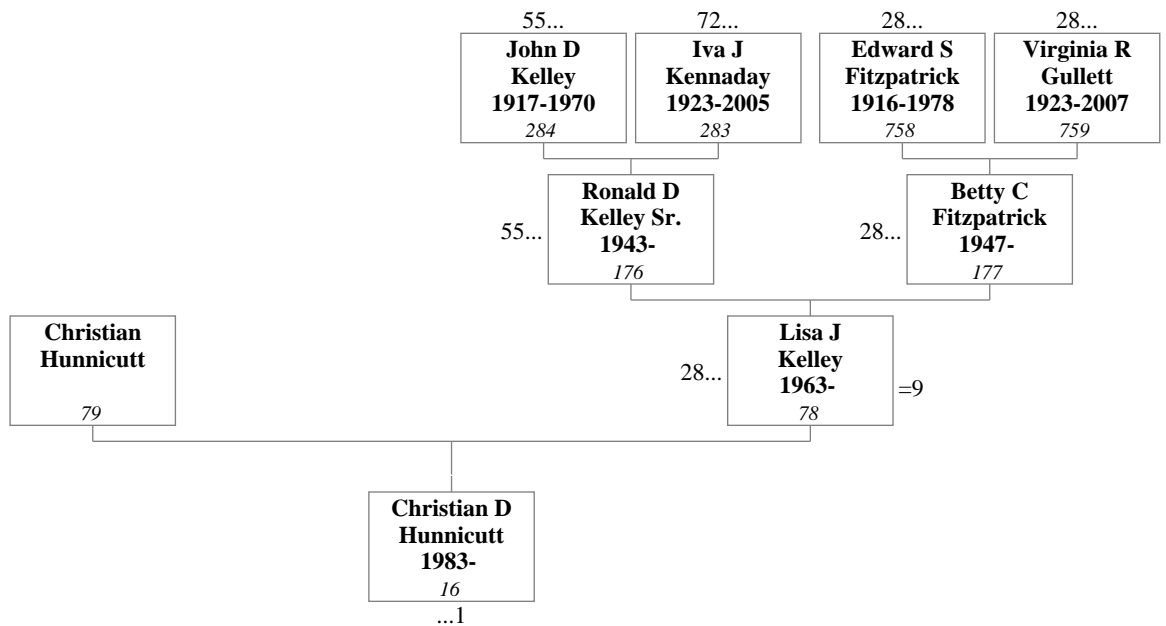 55...
72...
28...
28...
John D
Kelley
1917-1970
284
Iva J
Kennaday
1923-2005
283
Edward S
Fitzpatrick
1916-1978
758
Virginia R
Gullett
1923-2007
759
55...
Ronald D
Kelley Sr.
1943-
176
28...
Betty C
Fitzpatrick
1947-
177
Christian
Hunnicutt
79
28...
Lisa J
Kelley
1963-
78
=9
Christian D
Hunnicutt
1983-
16
...1